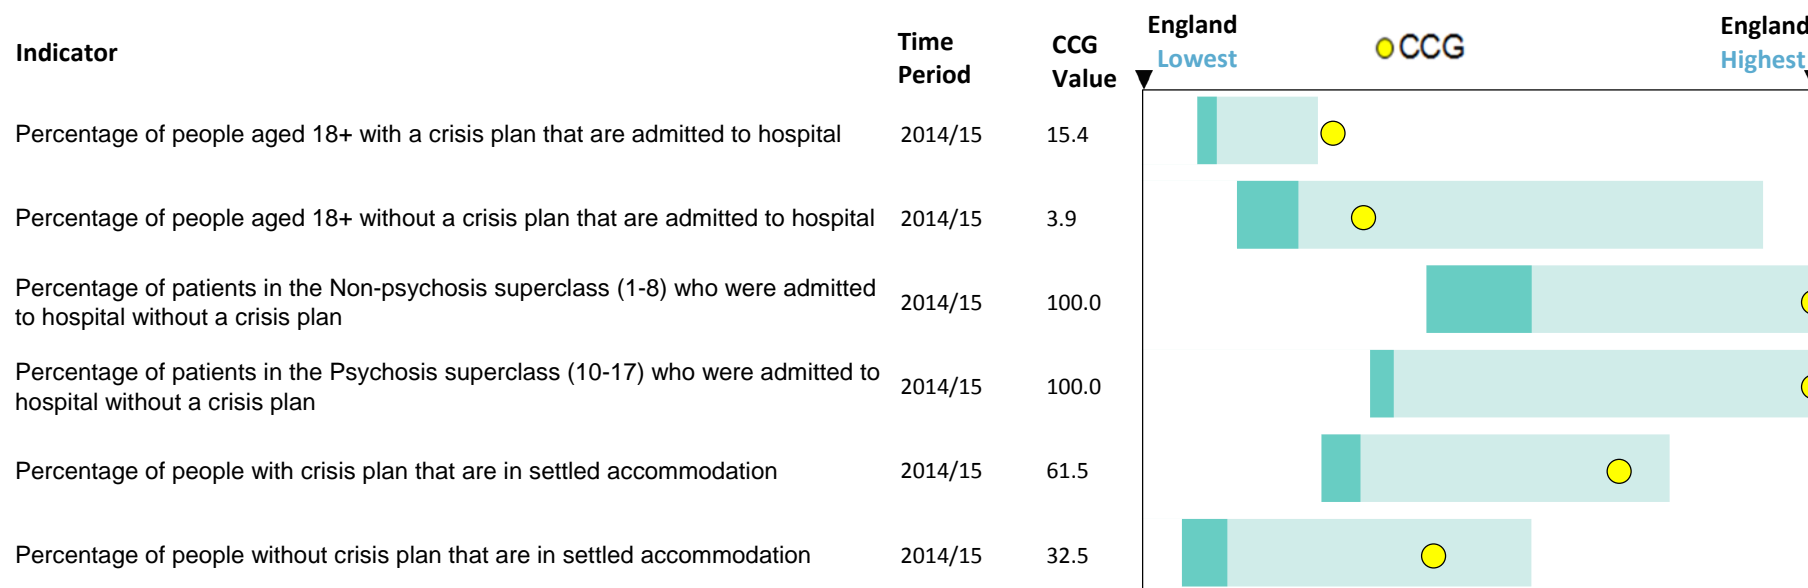 Indicator
Time
Period
CCG
Value
England
Lowest
CCG
England
Highest
Percentage of people aged 18+ with a crisis plan that are admitted to hospital 2014/15 15.4
Percentage of people aged 18+ without a crisis plan that are admitted to hospital 2014/15 3.9
Percentage of patients in the Non-psychosis superclass (1-8) who were admitted
to hospital without a crisis plan
2014/15 100.0
Percentage of patients in the Psychosis superclass (10-17) who were admitted to
hospital without a crisis plan
2014/15 100.0
Percentage of people with crisis plan that are in settled accommodation 2014/15 61.5
Percentage of people without crisis plan that are in settled accommodation 2014/15 32.5